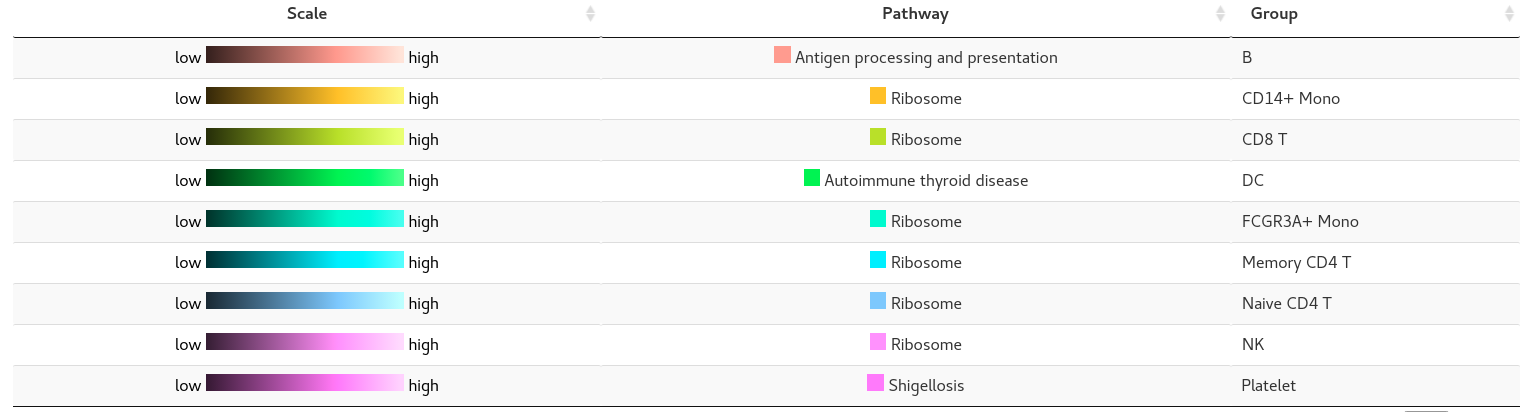 Scale Pathway Group
low high Antigen processing and presentation B
low high Ribosome CD14+ Mono
low high Ribosome CD8 T
low high Autoimmune thyroid disease DC
low high Ribosome FCGR3A+ Mono
low high Ribosome Memory CD4 T
low high Ribosome Naive CD4 T
low high Ribosome NK
low high Shigellosis Platelet